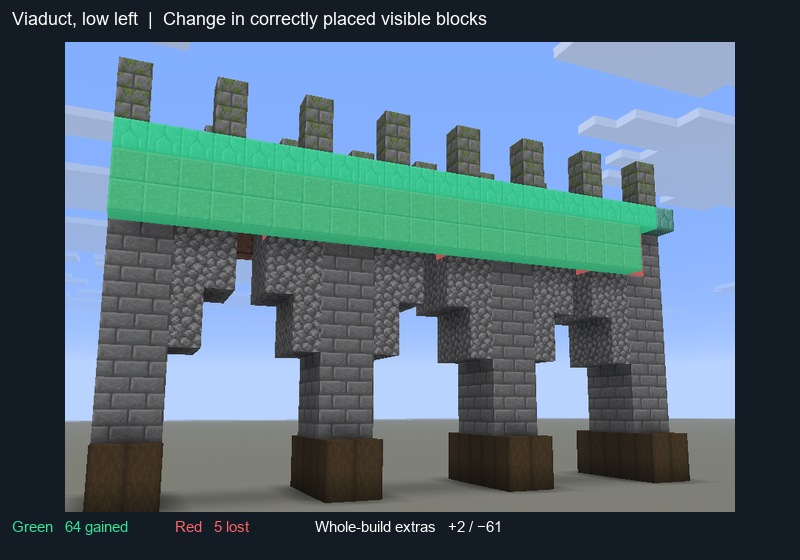 Viaduct, low left | Change in correctly placed visible blocks
Green 64 gained Red 5 lost Whole-build extras +2 / −61